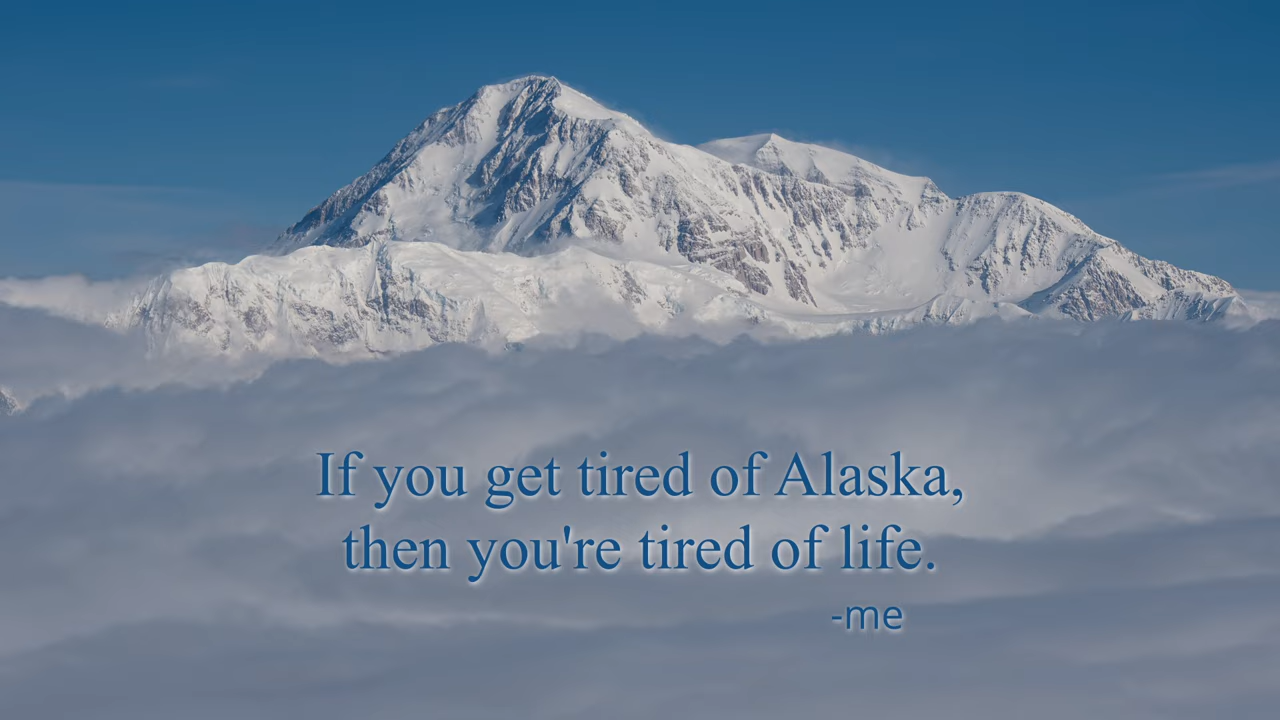 If you get tired of Alaska,
then you're tired of life.
-me